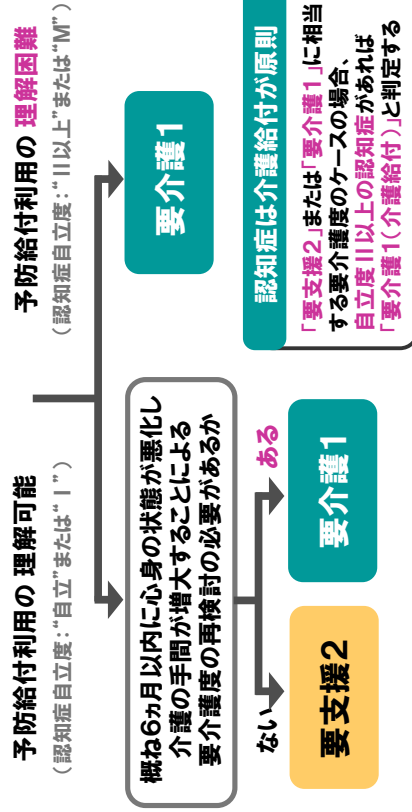 予防給付利用の 理解可能
(認知症自立度:“自立”または“I”)
予防給付利用の 理解困難
(認知症自立度:“II以上”または“M”)
概ね6ヵ月以内に心身の状態が悪化し
介護の手間が増大することによる
要介護度の再検討の必要があるか
要介護1
ない
ある
要支援2
要介護1
認知症は介護給付が原則
「要支援2」または「要介護1」に相当
する要介護度のケースの場合、
自立度II以上の認知症があれば
「要介護1(介護給付)」と判定する